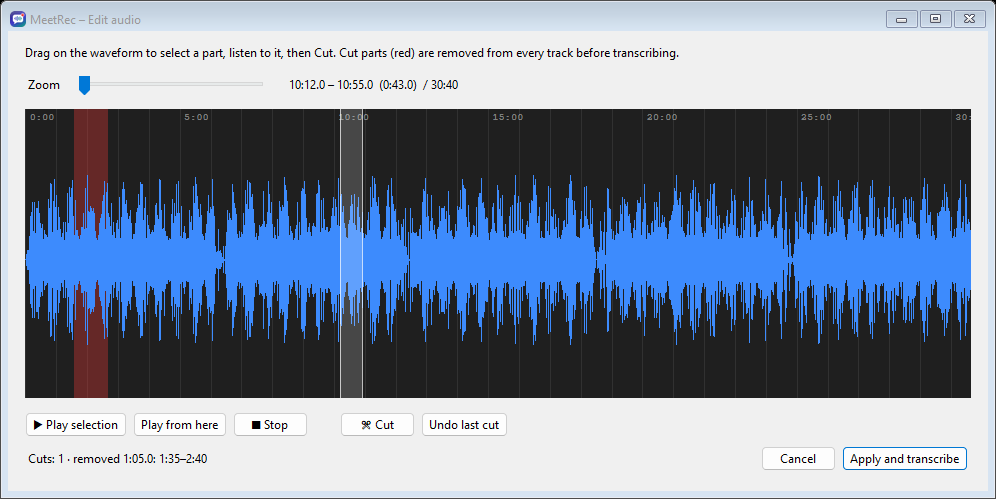 MeetRec – Edit audio
Drag on the waveform to select a part, listen to it, then Cut. Cut parts (red) are removed from every track before transcribing.
Zoom 10:12.0 – 10:55.0 (0:43.0) / 30:40
0:00 5:00 10:00 15:00 20:00 25:00 30:
▶ Play selection Play from here ■ Stop ⌘ Cut Undo last cut
Cuts: 1 · removed 1:05.0: 1:35–2:40 Cancel Apply and transcribe